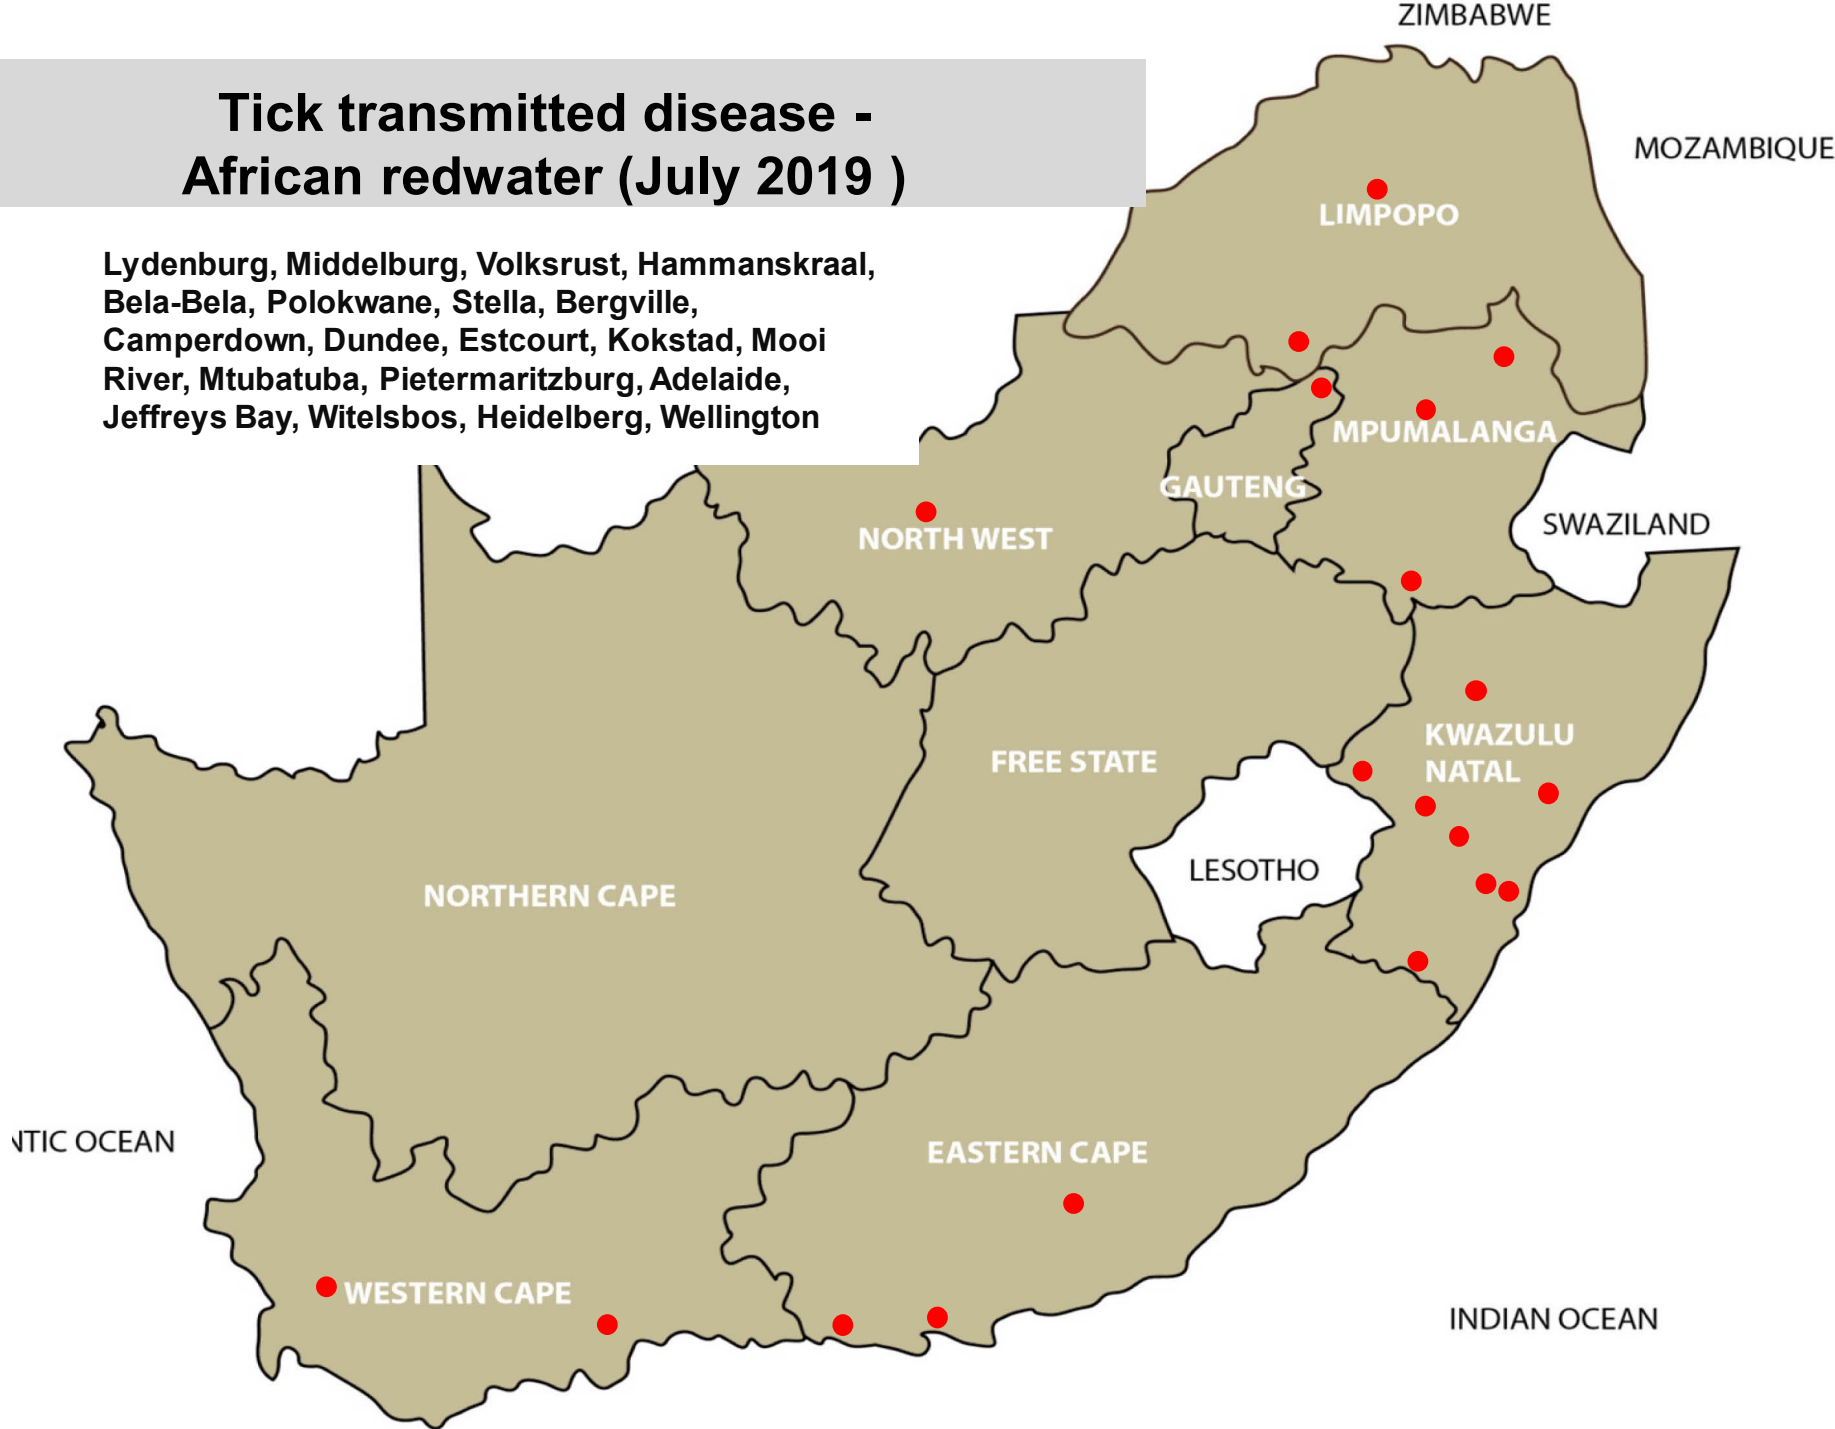 ZIMBABWE
Tick transmitted disease -
African redwater (July 2019 )
MOZAMBIQUE
LIMPOPO
Lydenburg, Middelburg, Volksrust, Hammanskraal,
Bela-Bela, Polokwane, Stella, Bergville,
Camperdown, Dundee, Estcourt, Kokstad, Mooi
River, Mtubatuba, Pietermaritzburg, Adelaide,
Jeffreys Bay, Witelsbos, Heidelberg, Wellington
MPUMALANGA
GAUTENG
SWAZILAND
NORTH WEST
KWAZULU
NATAL
FREE STATE
LESOTHO
NORTHERN CAPE
NTIC OCEAN
EASTERN CAPE
WESTERN CAPE
INDIAN OCEAN